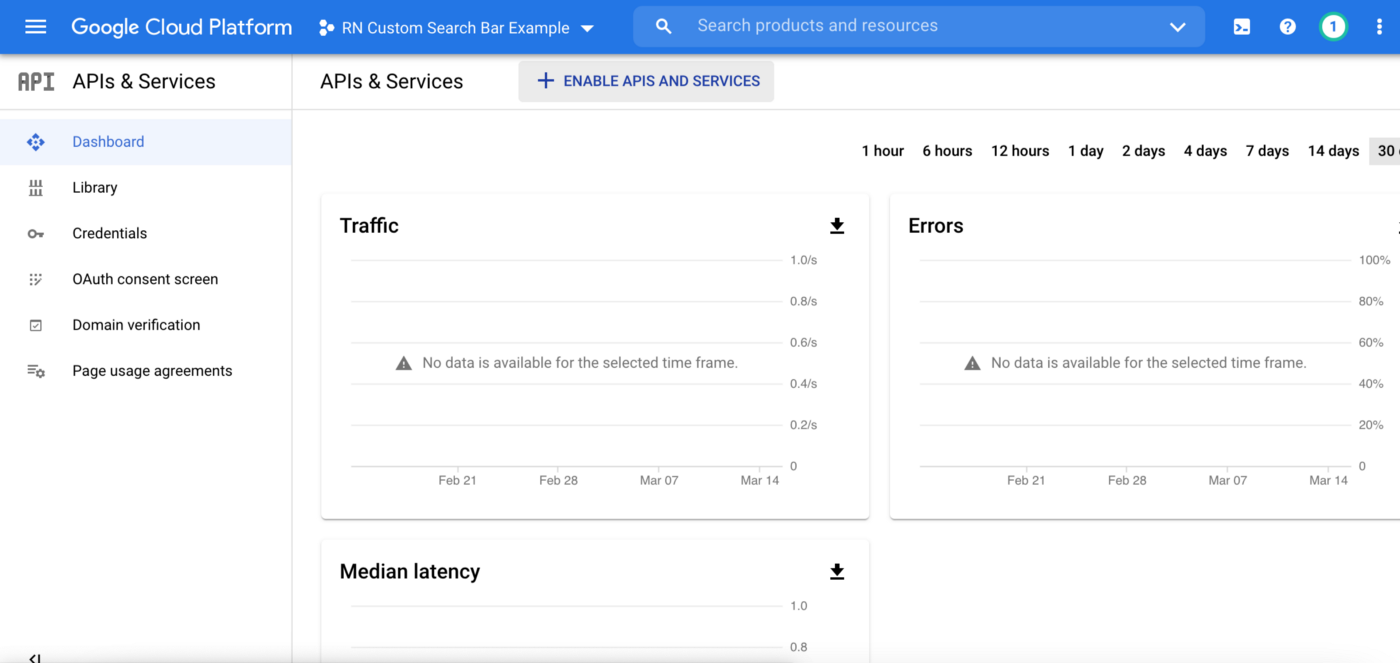 Google Cloud Platform
RN Custom Search Bar Example
Search products and resources
1
API
APIs & Services
APIs & Services
ENABLE APIS AND SERVICES
Dashboard
Library
Credentials
OAuth consent screen
Domain verification
Page usage agreements
1 hour 6 hours 12 hours 1 day 2 days 4 days 7 days 14 days 30
Traffic
1.0/s
0.8/s
0.6/s
No data is available for the selected time frame.
0.4/s
0.2/s
0
Feb 21 Feb 28 Mar 07 Mar 14
Errors
100%
80%
60%
No data is available for the selected time frame.
40%
20%
0
Feb 21 Feb 28 Mar 07 Mar 14
Median latency
1.0
0.8